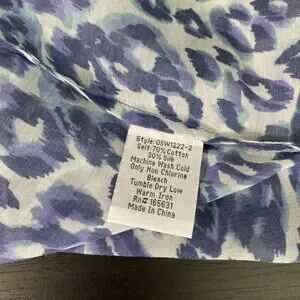 Style: OSW1222-2
Self: 70% Cotton
30% Silk
Machine Wash Cold
Only Non Chlorine
Bleach
Tumble Dry Low
Warm Iron
Rn# 165631
Made In China